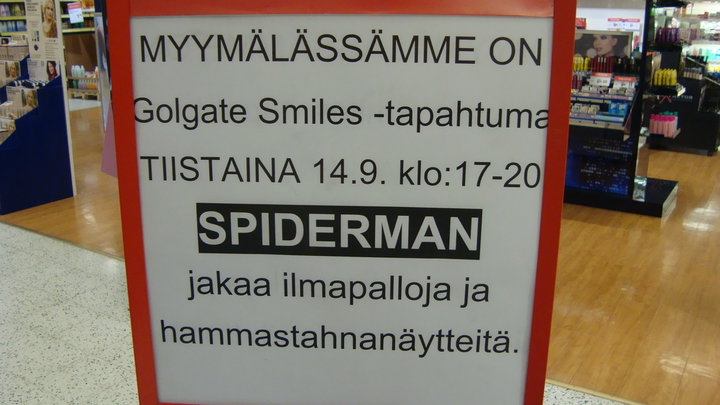 MYYMÄLÄSSÄMME ON
Golgate Smiles -tapahtuma
TIISTAINA 14.9. klo:17-20
SPIDERMAN
jakaa ilmapalloja ja
hammastahnanäytteitä.